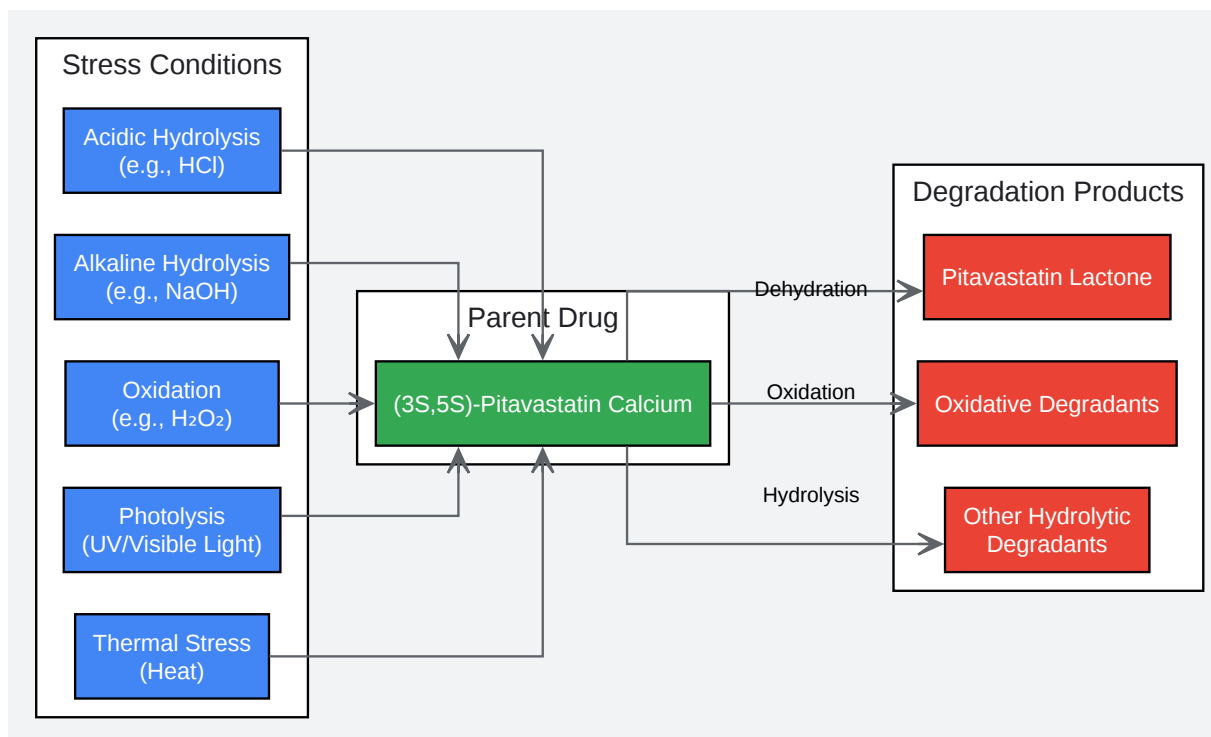 Stress Conditions
Acidic Hydrolysis
(e.g., HCl)
Alkaline Hydrolysis
(e.g., NaOH)
Oxidation
(e.g., H₂O₂)
Photolysis
(UV/Visible Light)
Thermal Stress
(Heat)
Parent Drug
(3S,5S)-Pitavastatin Calcium
Dehydration
Oxidation
Hydrolysis
Degradation Products
Pitavastatin Lactone
Oxidative Degradants
Other Hydrolytic
Degradants